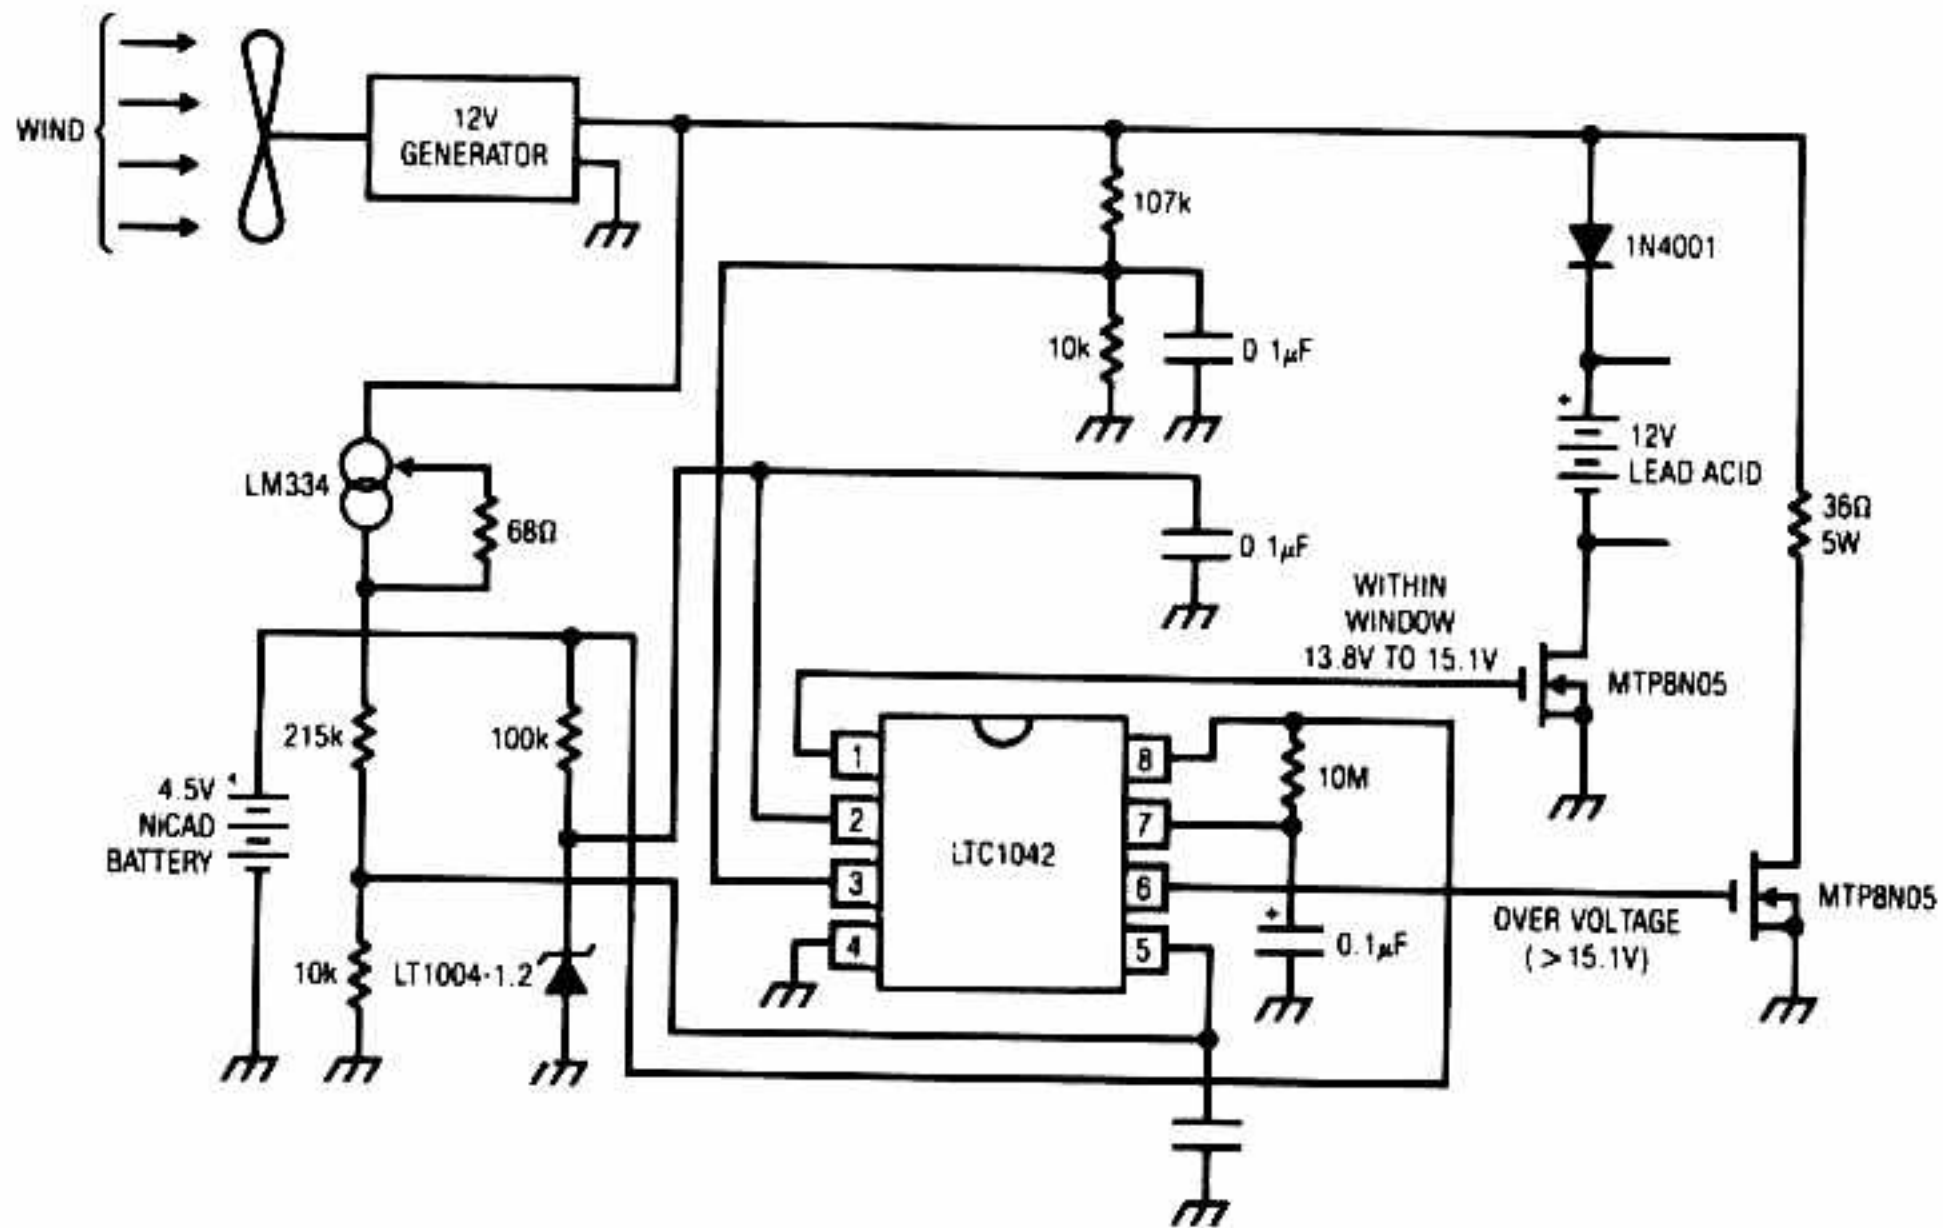 WIND
12V
GENERATOR
107k
1N4001
10k
0.1µF
12V
LEAD ACID
LM334
68Ω
36Ω
5W
0.1µF
WITHIN
WINDOW
13.8V TO 15.1V
MTP8N05
215k
100k
1
2
3
4
8
7
6
5
LTC1042
10M
4.5V
NiCAD
BATTERY
MTP8N05
OVER VOLTAGE
(>15.1V)
10k
LT1004-1.2
0.1µF
+
+
+